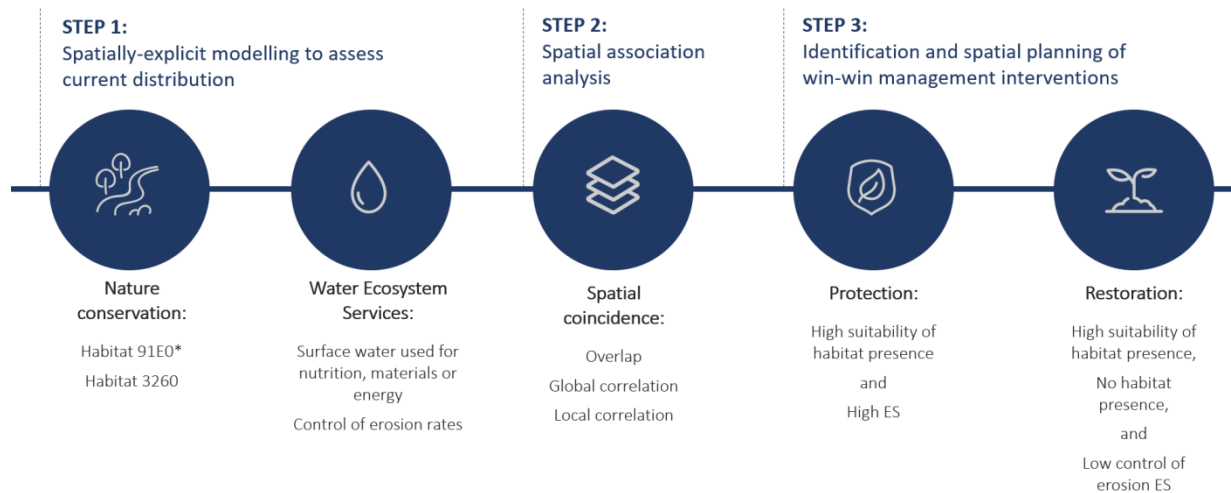 STEP 1:
Spatially-explicit modelling to assess
current distribution
STEP 2:
Spatial association
analysis
STEP 3:
Identification and spatial planning of
win-win management interventions
Nature
conservation:
Habitat 91E0*
Habitat 3260
Water Ecosystem
Services:
Surface water used for
nutrition, materials or
energy
Control of erosion rates
Spatial
coincidence:
Overlap
Global correlation
Local correlation
Protection:
High suitability of
habitat presence
and
High ES
Restoration:
High suitability of
habitat presence,
No habitat
presence,
and
Low control of
erosion ES